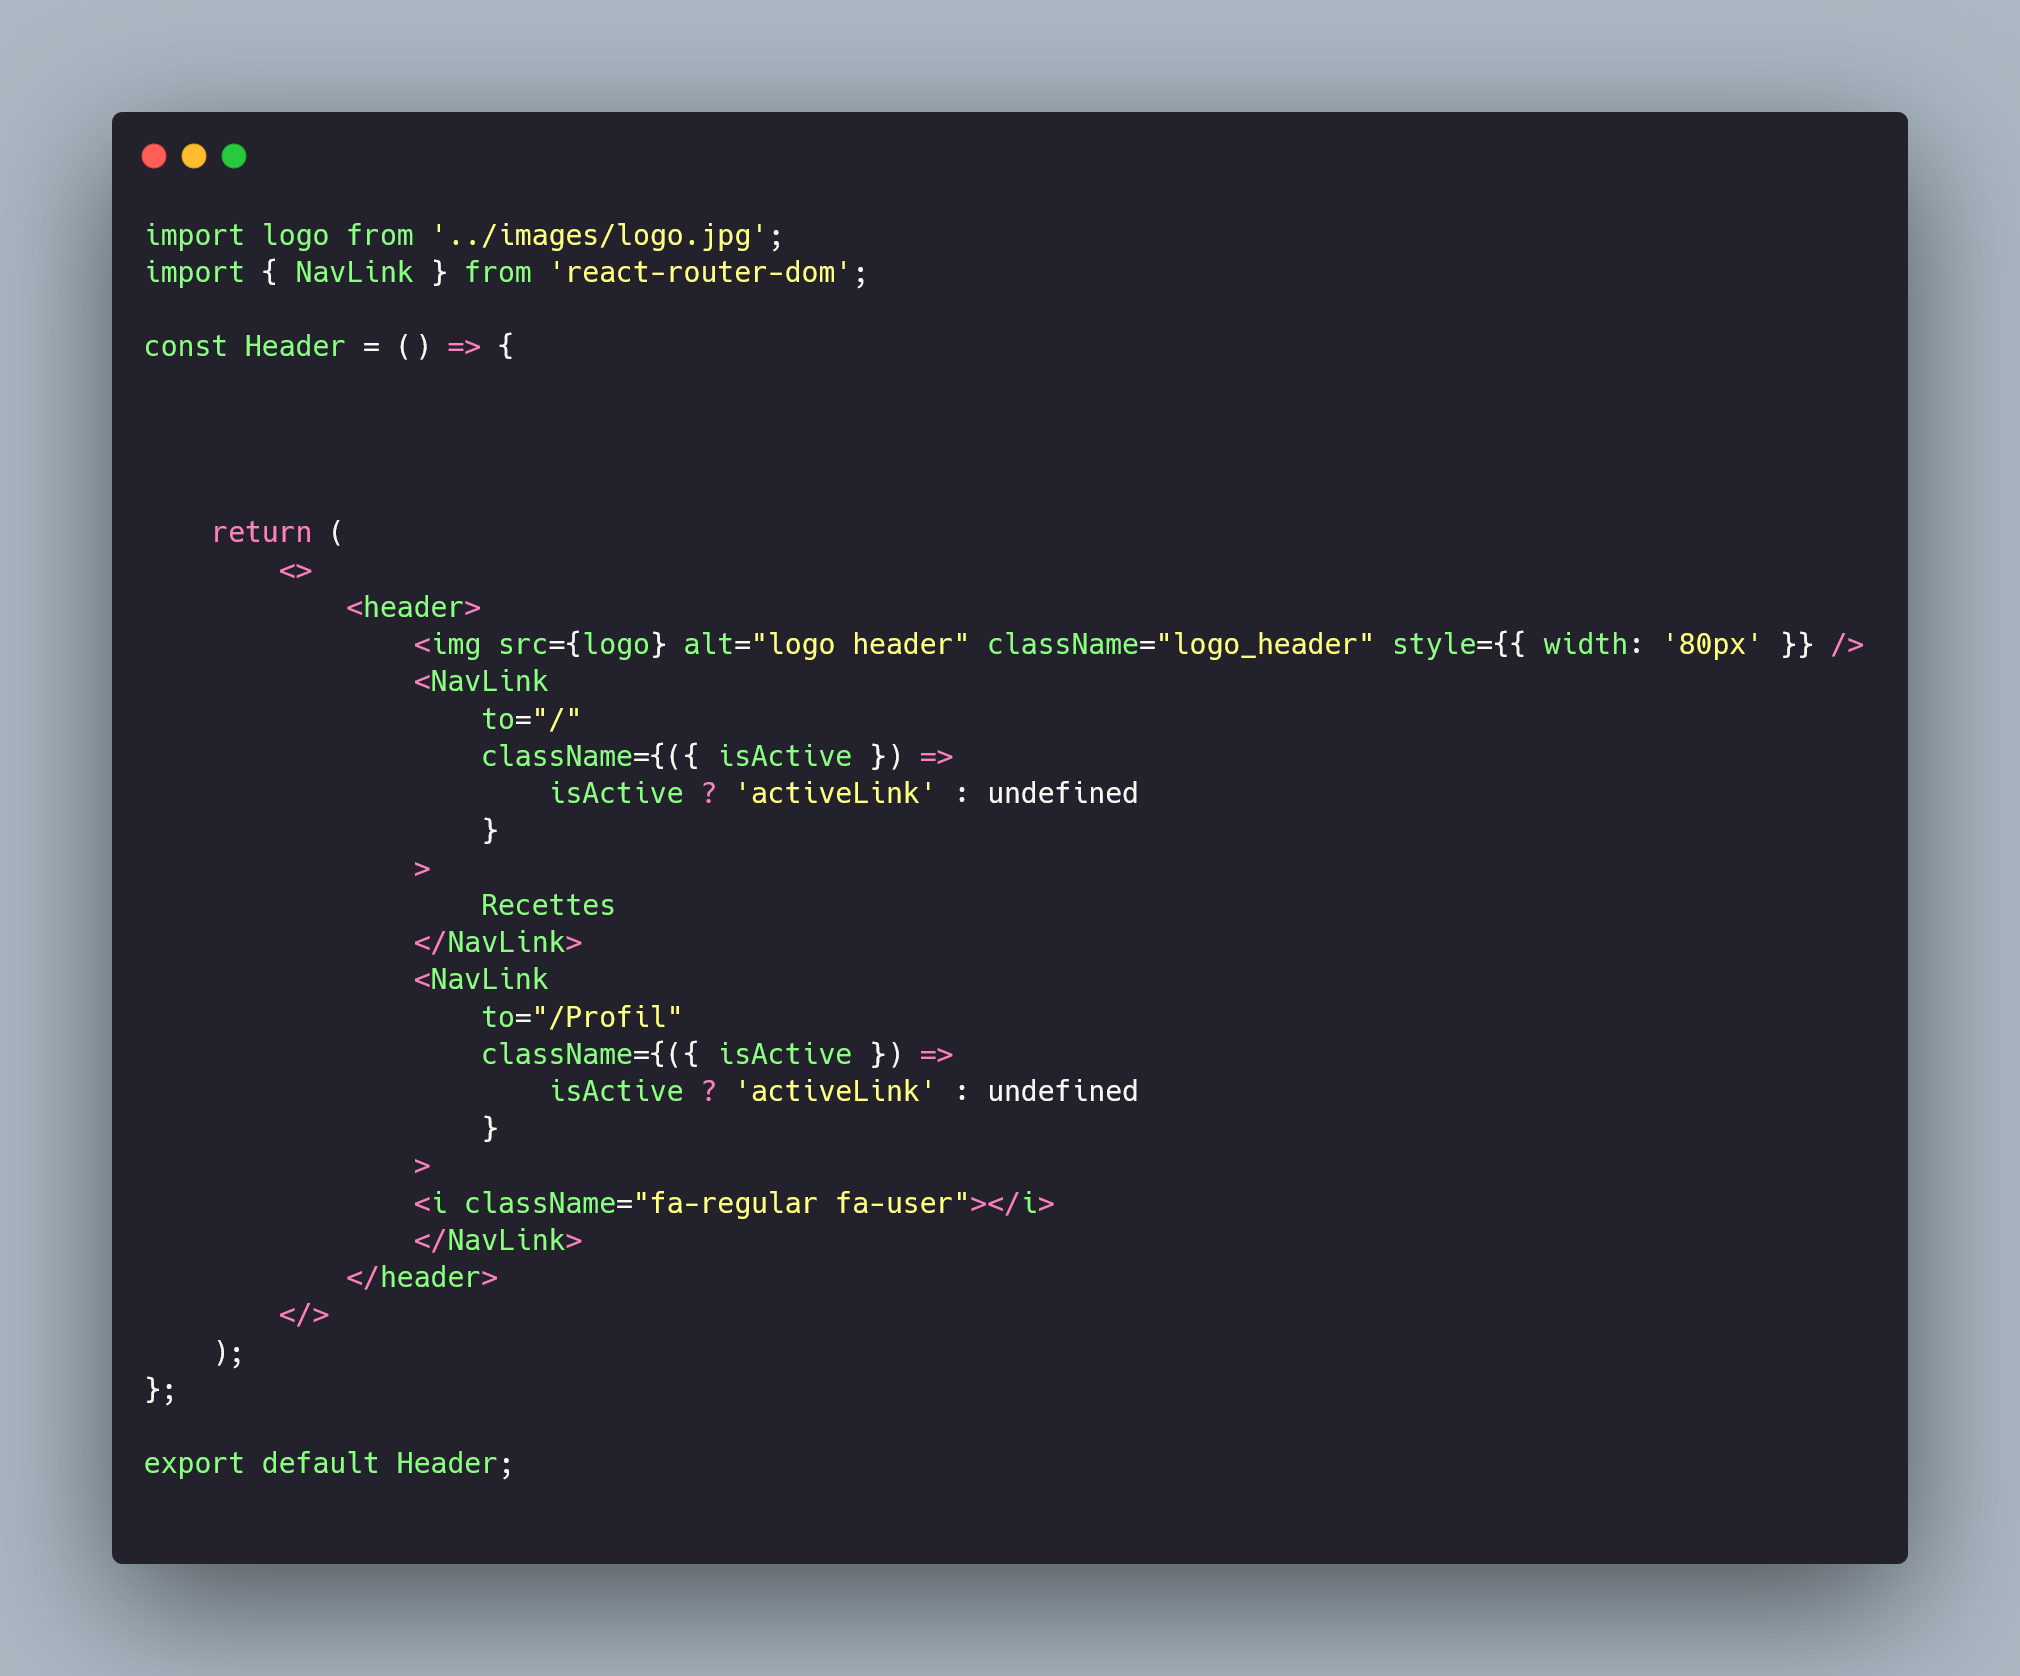 import logo from '../images/logo.jpg';
import { NavLink } from 'react-router-dom';

const Header = () => {

    return (
        <>
            <header>
                <img src={logo} alt="logo header" className="logo_header" style={{ width: '80px' }} />
                <NavLink
                    to="/"
                    className={({ isActive }) =>
                        isActive ? 'activeLink' : undefined
                    }
                >
                    Recettes
                </NavLink>
                <NavLink
                    to="/Profil"
                    className={({ isActive }) =>
                        isActive ? 'activeLink' : undefined
                    }
                >
                <i className="fa-regular fa-user"></i>
                </NavLink>
            </header>
        </>
    );
};

export default Header;